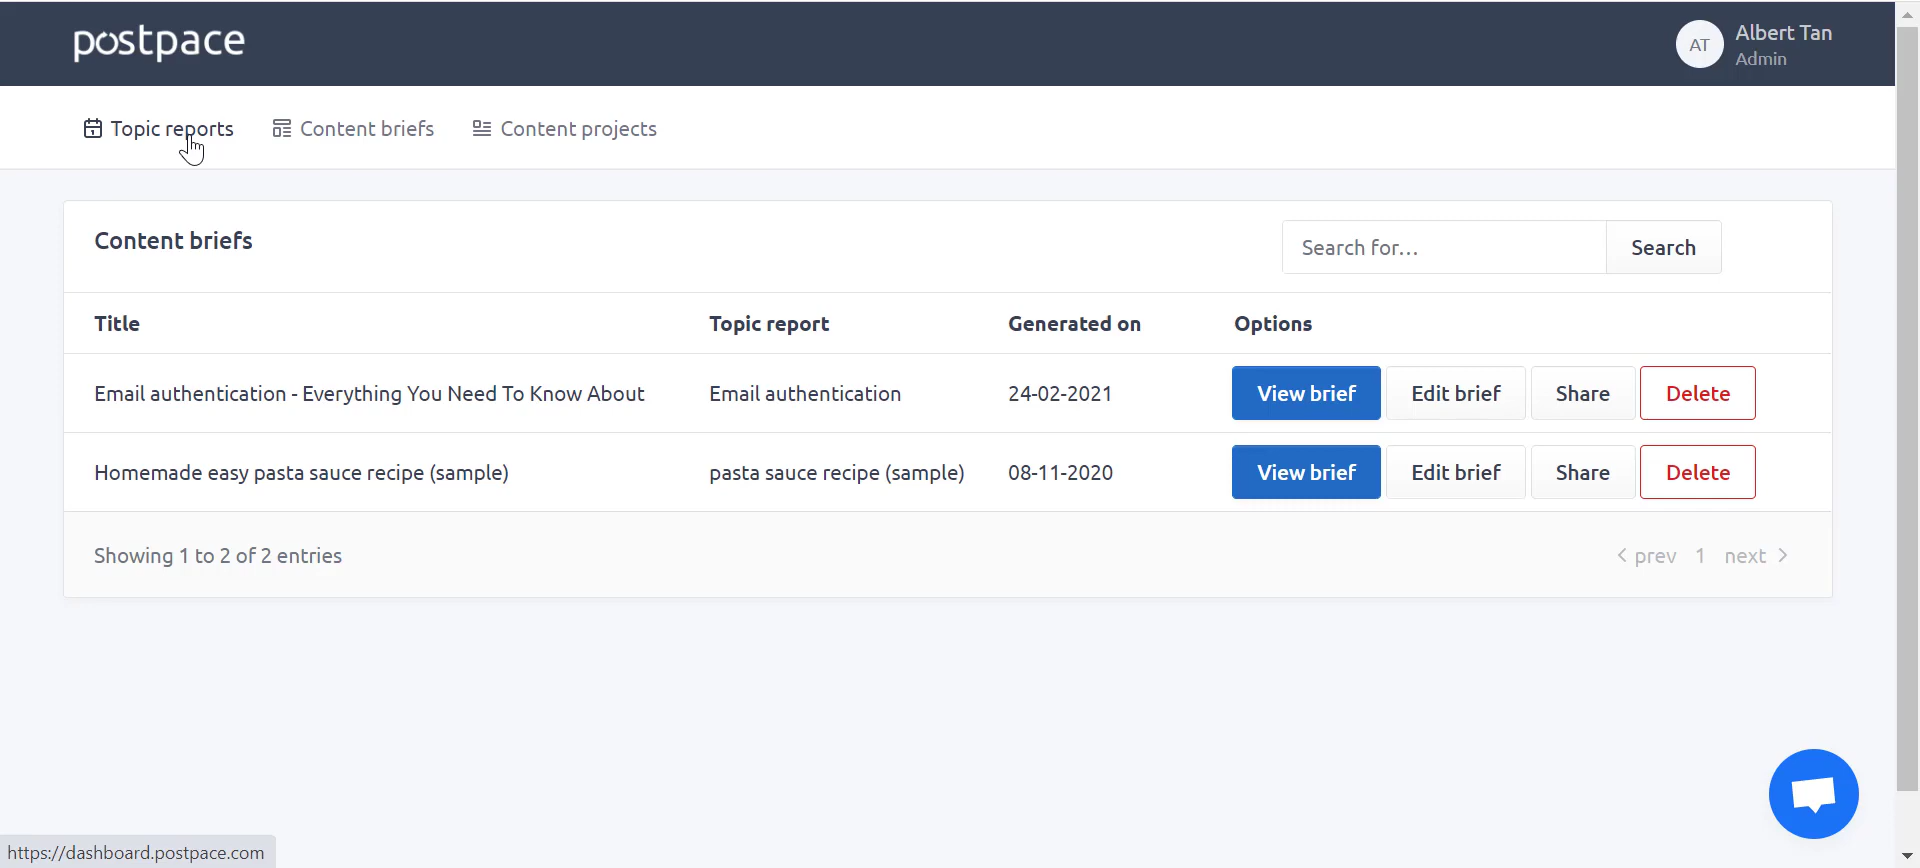 postpace
AT
Albert Tan
Admin
Topic reports
Content briefs
Content projects
Content briefs
Search for...
Search
Title
Topic report
Generated on
Options
Email authentication - Everything You Need To Know About
Email authentication
24-02-2021
View brief
Edit brief
Share
Delete
Homemade easy pasta sauce recipe (sample)
pasta sauce recipe (sample)
08-11-2020
View brief
Edit brief
Share
Delete
Showing 1 to 2 of 2 entries
prev
1
next
https://dashboard.postpace.com